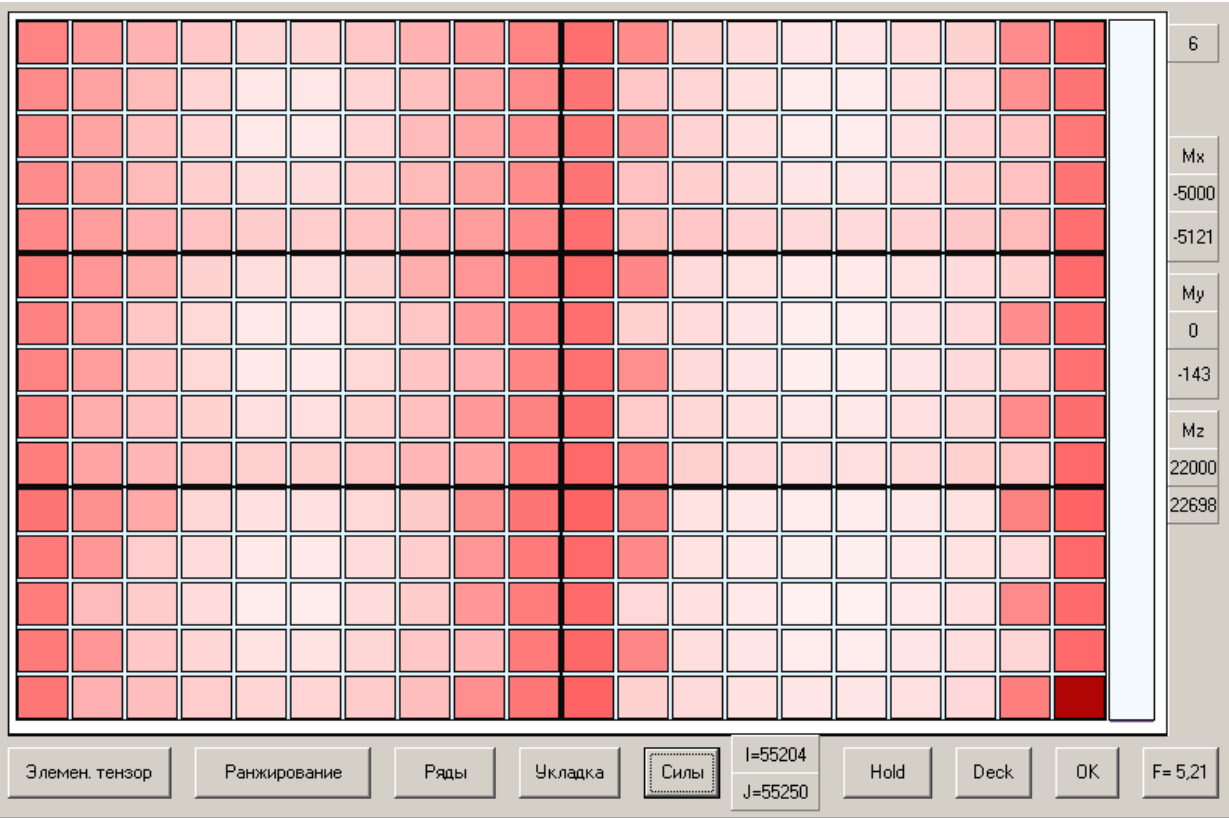 6
Mx
-5000
-5121
My
0
-143
Mz
22000
22698
Элемен. тензор
Ранжирование
Ряды
Укладка
Силы
I=55204
J=55250
Hold
Deck
OK
F= 5,21